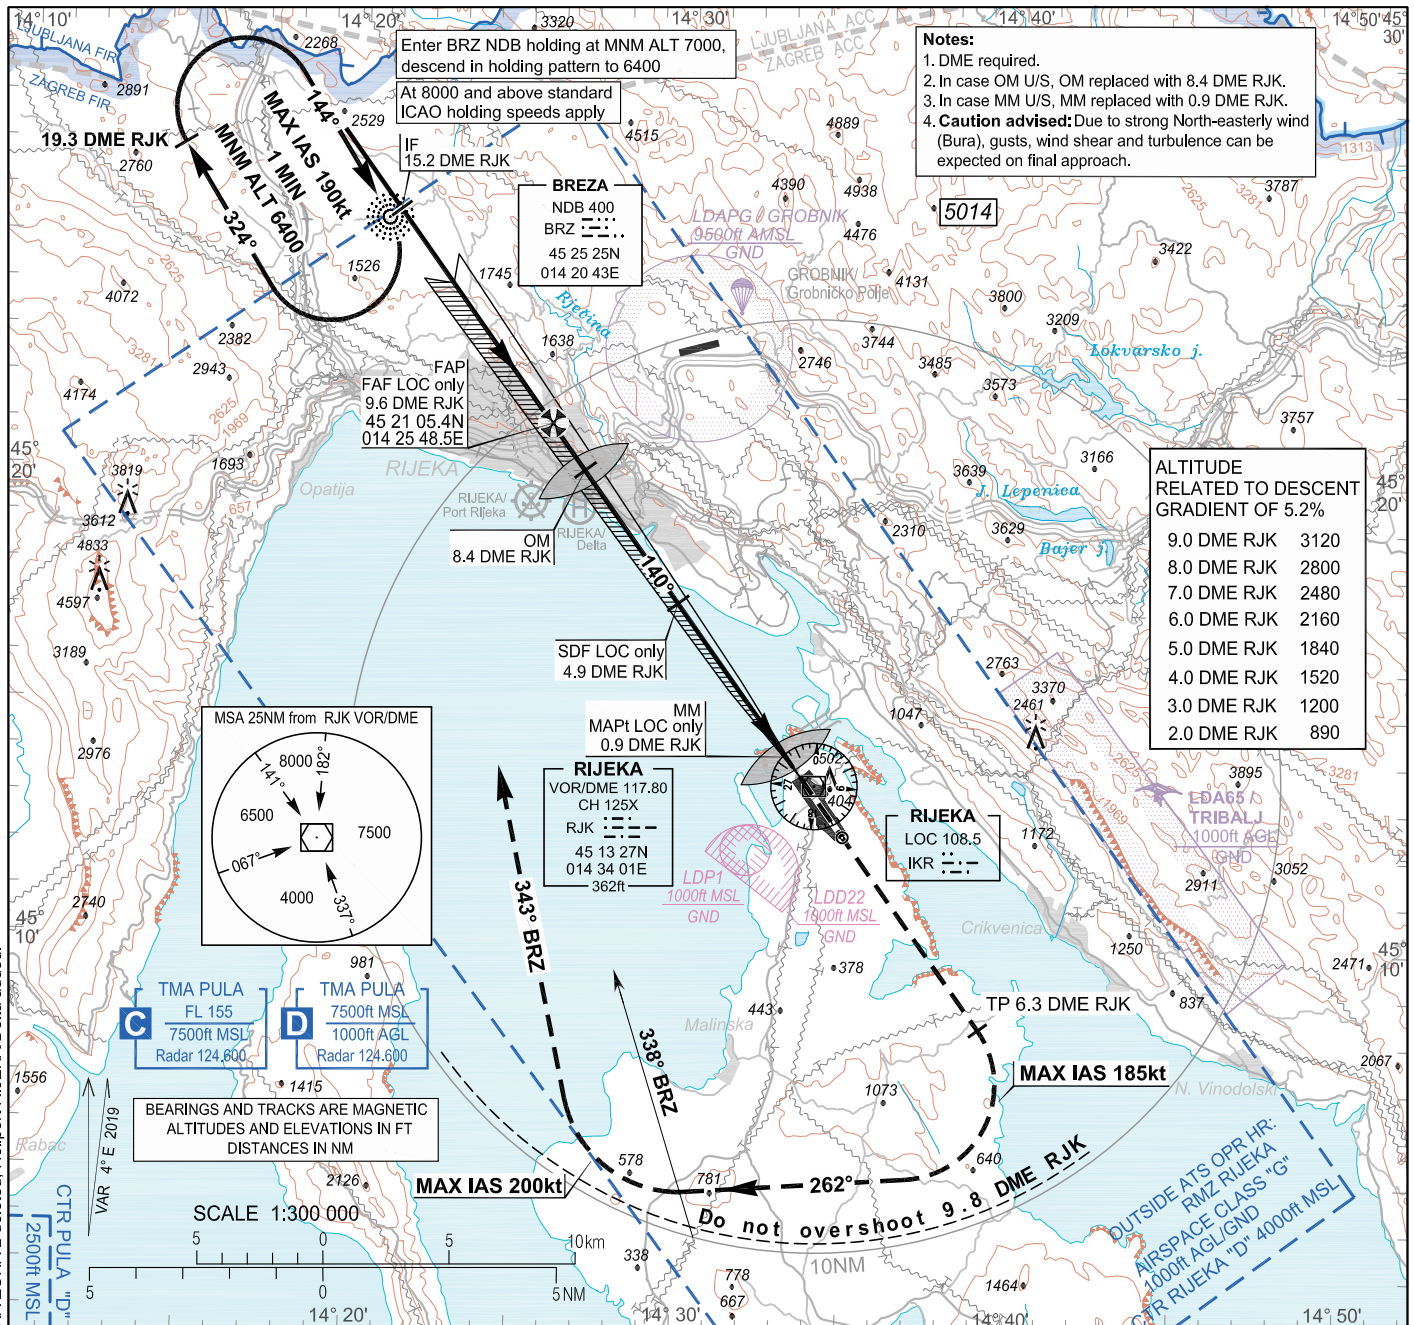 14°10'
14°20'
14°30'
14°40'
14°50'45"
30'
LJUBLJANA FIR
ZAGREB FIR
LJUBLJANA ACC
ZAGREB ACC
2268
3320
2891
Enter BRZ NDB holding at MNM ALT 7000,
descend in holding pattern to 6400
At 8000 and above standard
ICAO holding speeds apply
Notes:
1. DME required.
2. In case OM U/S, OM replaced with 8.4 DME RJK.
3. In case MM U/S, MM replaced with 0.9 DME RJK.
4. Caution advised: Due to strong North-easterly wind
(Bura), gusts, wind shear and turbulence can be
expected on final approach.
1313
144°
MAX IAS 190kt
1 MIN
MNM ALT 6400
324°
19.3 DME RJK
2760
2529
4515
4889
IF
15.2 DME RJK
BREZA
NDB 400
BRZ
45 25 25N
014 20 43E
4390
4938
4476
5014
3787
2625
3281
3422
LDAPG / GROBNIK
9500ft AMSL
GND
GROBNIK/
Grobničko Polje
1526
1745
4131
3800
3209
4072
2625
3281
2382
2943
Rječina
1638
2746
3744
3485
3573
Lokvarsko j.
4174
2625
1969
FAP
FAF LOC only
9.6 DME RJK
45 21 05.4N
014 25 48.5E
3757
45°
20'
3819
3612
1693
657
Opatija
RIJEKA
RIJEKA/
Port Rijeka
RIJEKA/
Delta
OM
8.4 DME RJK
3639
3166
J. Lepenica
2310
3629
Bajer j.
45°
20'
ALTITUDE
RELATED TO DESCENT
GRADIENT OF 5.2%
9.0 DME RJK 3120
8.0 DME RJK 2800
7.0 DME RJK 2480
6.0 DME RJK 2160
5.0 DME RJK 1840
4.0 DME RJK 1520
3.0 DME RJK 1200
2.0 DME RJK 890
4833
4597
3189
140°
SDF LOC only
4.9 DME RJK
2763
3370
2461
1047
MM
MAPt LOC only
0.9 DME RJK
MSA 25NM from RJK VOR/DME
8000
182°
141°
6500
7500
067°
4000
337°
2976
RIJEKA
VOR/DME 117.80
CH 125X
RJK
45 13 27N
014 34 01E
362ft
502
404
RIJEKA
LOC 108.5
IKR
2625
1969
3895
3281
LDA65 /
TRIBALJ
1000ft AGL
GND
1172
2911
3052
LDP1
1000ft MSL
GND
LDD22
1000ft MSL
GND
2740
45°
10'
343° BRZ
Crikvenica
1250
2471
45°
10'
981
378
837
TMA PULA
C
FL 155
7500ft MSL
Radar 124.600
TMA PULA
D
7500ft MSL
1000ft AGL
Radar 124.600
443
Malinska
TP 6.3 DME RJK
338° BRZ
MAX IAS 185kt
2067
N. Vinodolski
1556
1415
1073
BEARINGS AND TRACKS ARE MAGNETIC
ALTITUDES AND ELEVATIONS IN FT
DISTANCES IN NM
VAR 4° E 2019
Rabac
2126
MAX IAS 200kt
578
781
262°
640
Do not overshoot 9.8 DME RJK
10NM
SCALE 1:300 000
5 0 5 10km
5 0 5NM
CTR PULA "D"
2500ft MSL
338
778
667
1464
OUTSIDE ATS OPR HR:
RMZ RIJEKA
AIRSPACE CLASS "G"
1000ft AGL/GND
CTR RIJEKA "D" 4000ft MSL
14°20'
14°30'
14°40'
14°50'